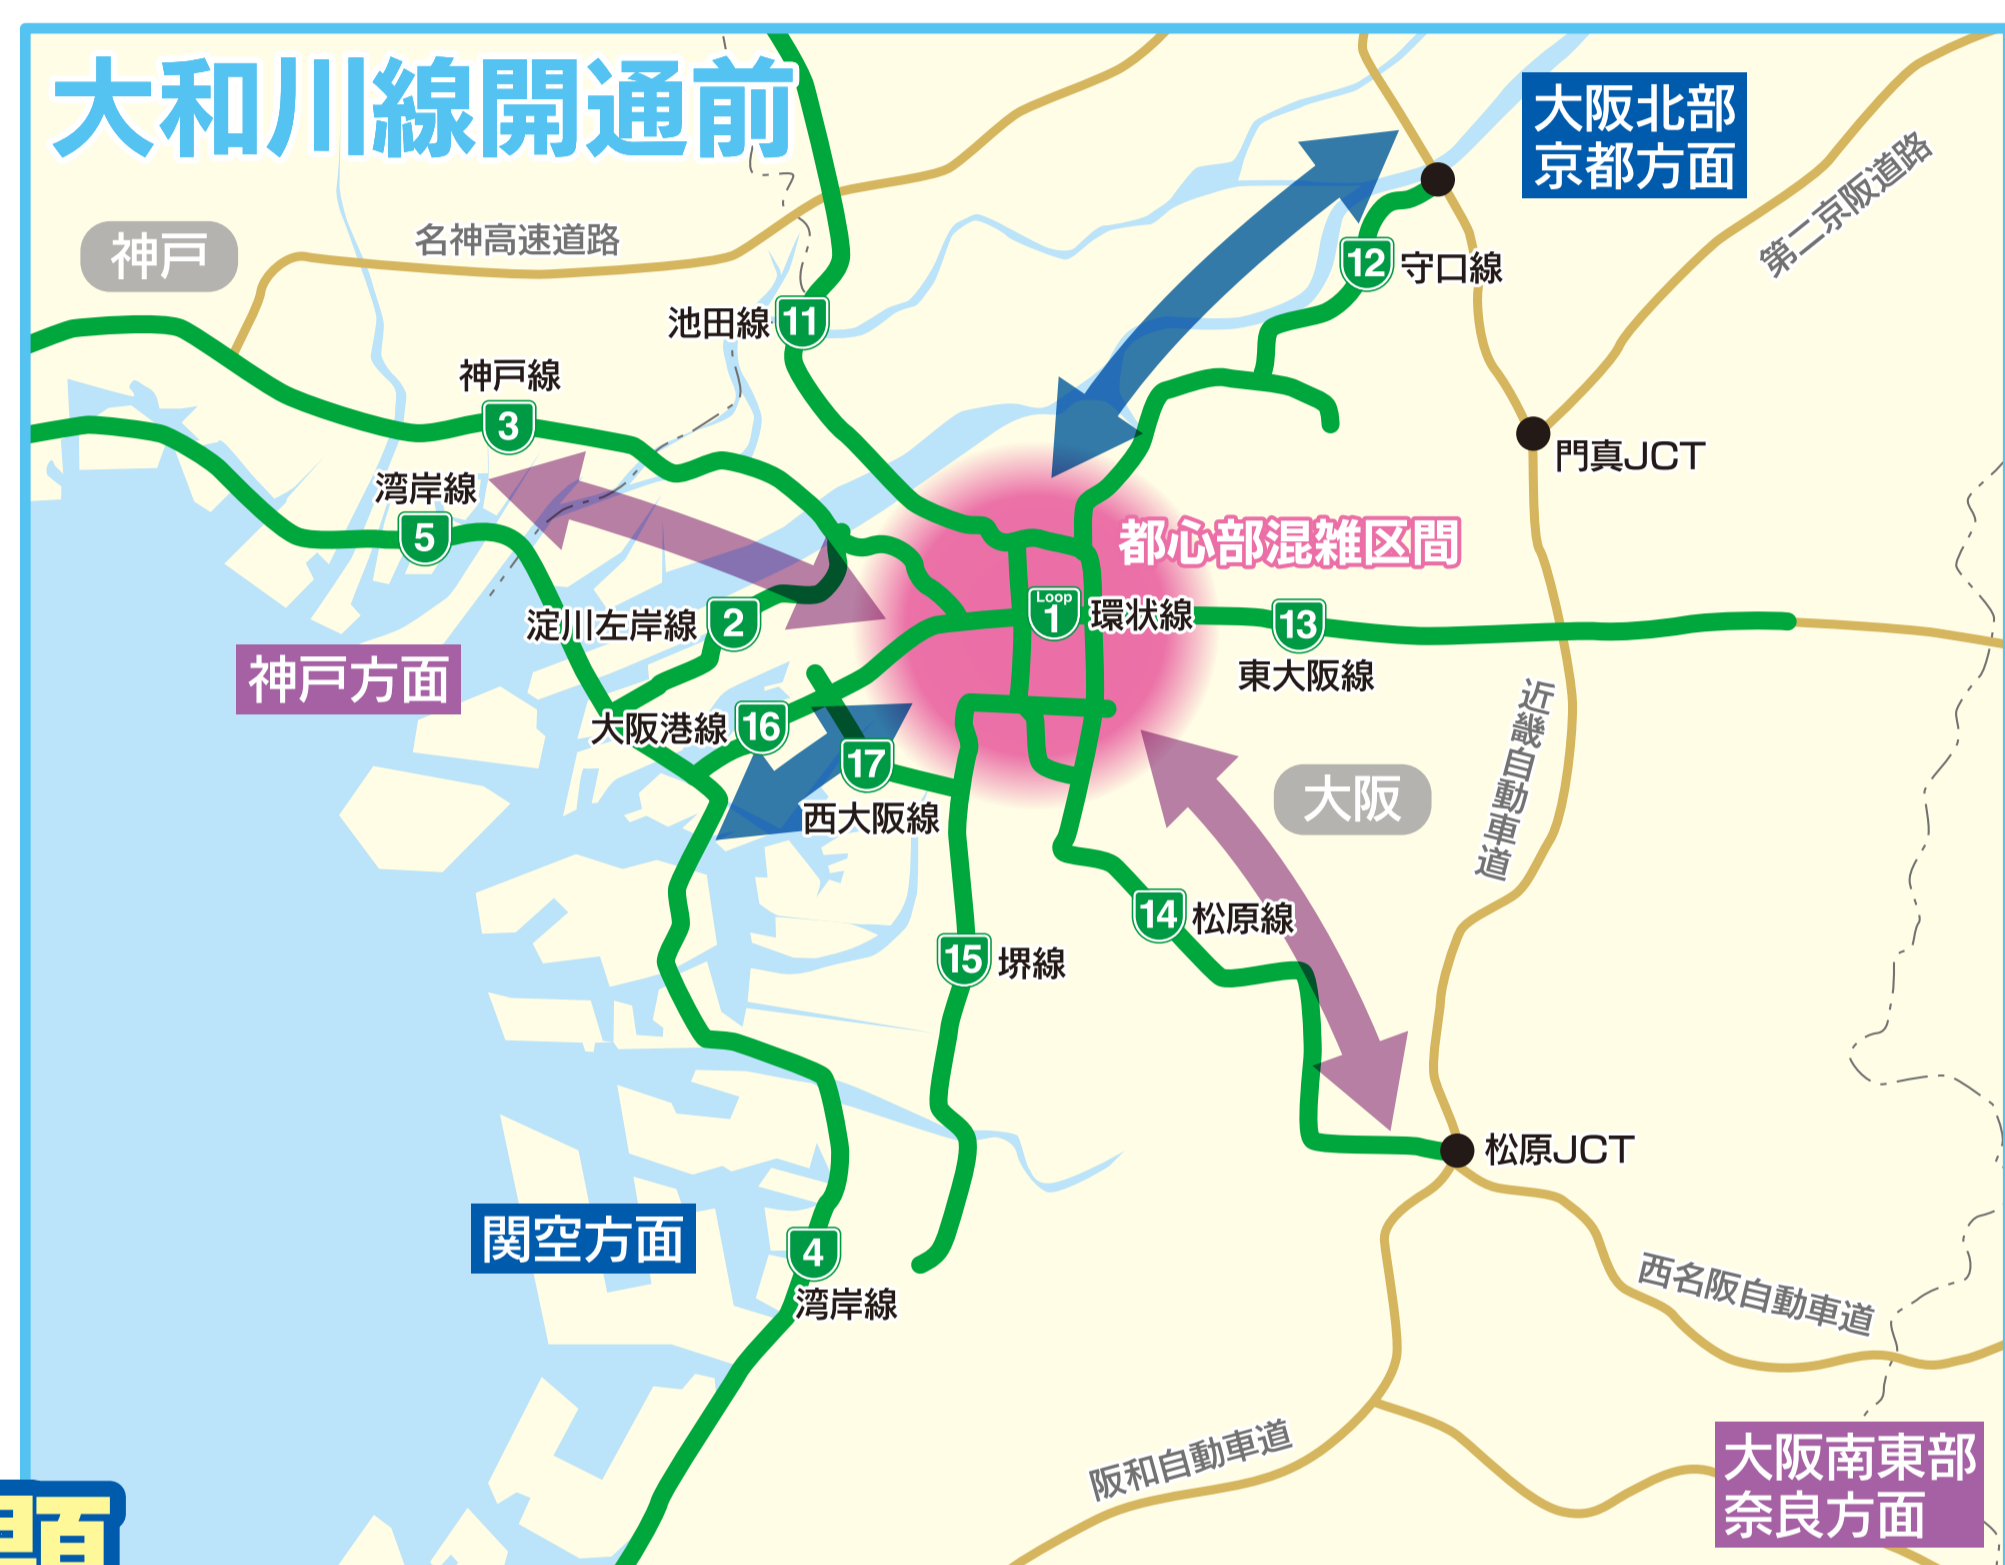 大和川線開通前
大阪北部
京都方面
第二京阪道路
神戸
名神高速道路
12
守口線
池田線
11
神戸線
3
門真JCT
湾岸線
5
都心部混雑区間
淀川左岸線
2
Loop
1
環状線
13
東大阪線
神戸方面
大阪港線
16
近畿自動車道
17
西大阪線
大阪
14
松原線
15
堺線
松原JCT
関空方面
4
湾岸線
西名阪自動車道
阪和自動車道
大阪南東部
奈良方面
題